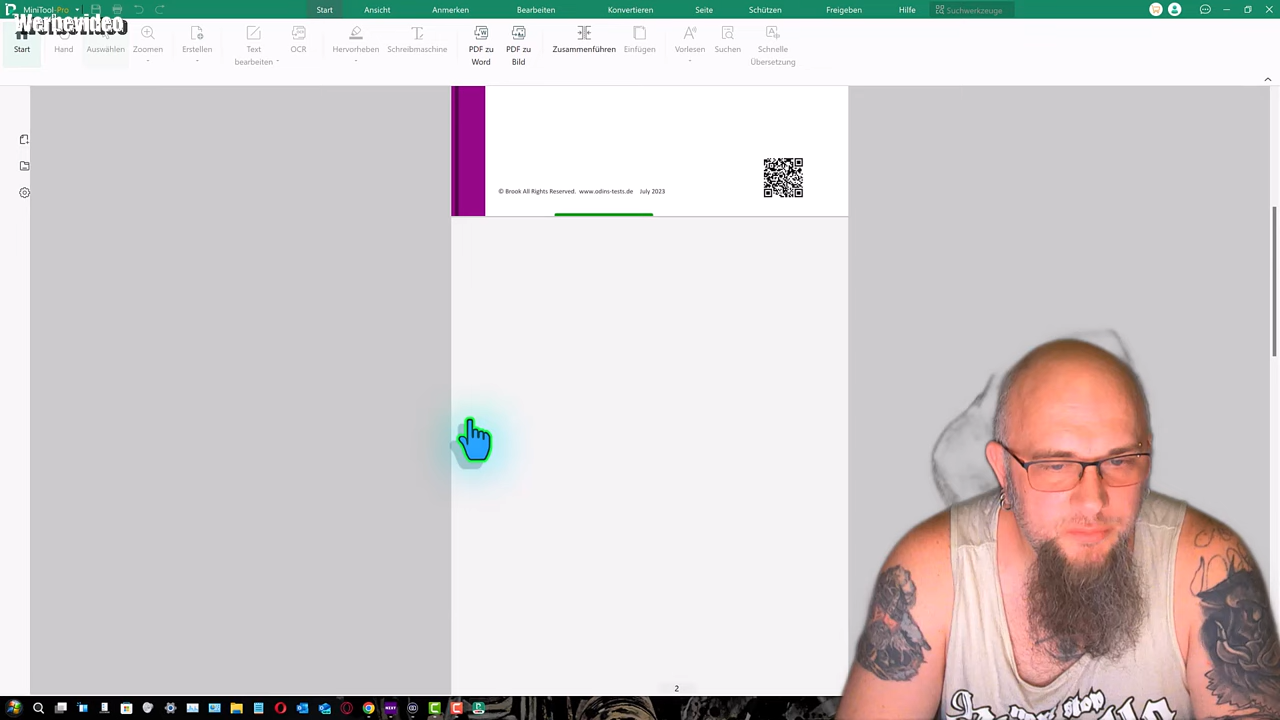 MiniTool
Pro
Start
Ansicht
Anmerken
Bearbeiten
Konvertieren
Seite
Schützen
Freigeben
Hilfe
Suchwerkzeuge
Werbevideo
Start
Hand
Auswählen
Zoomen
Erstellen
Text
bearbeiten
OCR
Hervorheben
Schreibmaschine
PDF zu
Word
PDF zu
Bild
Zusammenführen
Einfügen
Vorlesen
Suchen
Schnelle
Übersetzung
© Brook All Rights Reserved. www.odins-tests.de July 2023
2